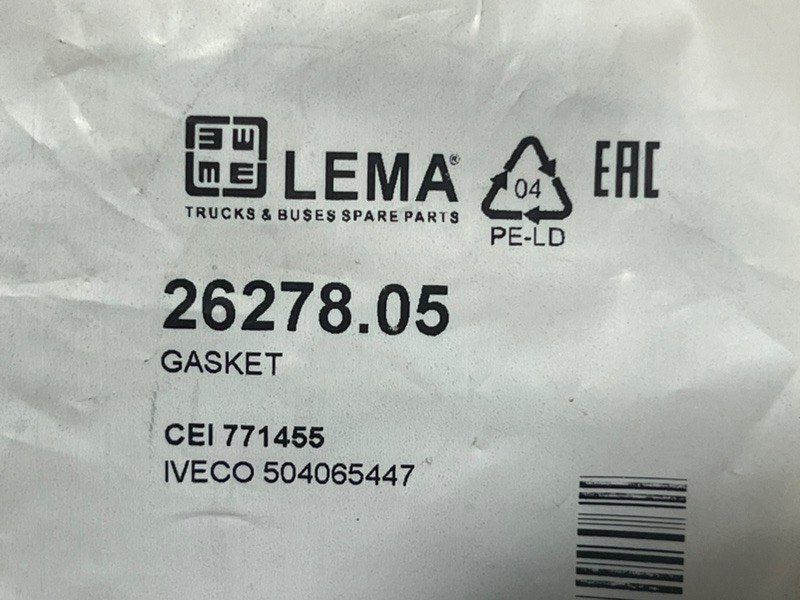 LEMA®
TRUCKS & BUSES SPARE PARTS
04
PE-LD
EAC
26278.05
GASKET
CEI 771455
IVECO 504065447